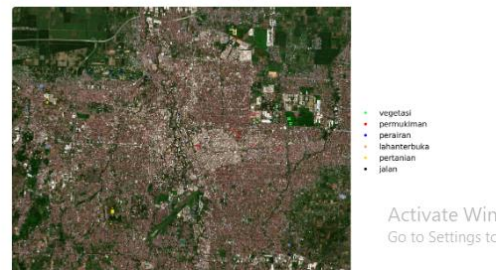 vegetasi
permukiman
perairan
lahanterbuka
pertanian
jalan
Activate Win
Go to Settings to